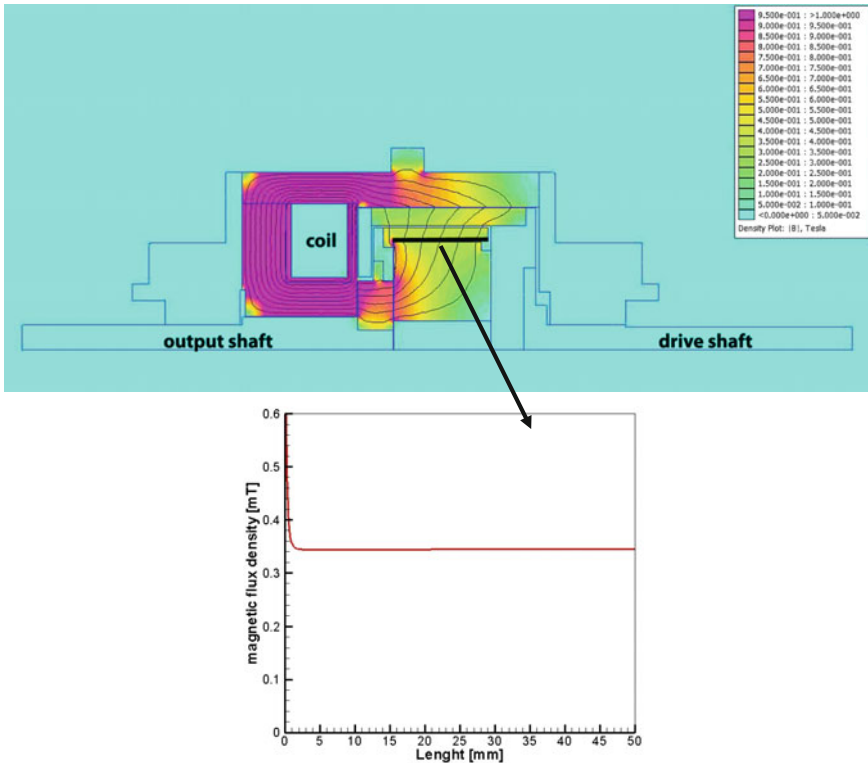 9.500e-001 : >1.000e+000
9.000e-001 : 9.500e-001
8.500e-001 : 9.000e-001
8.000e-001 : 8.500e-001
7.500e-001 : 8.000e-001
7.000e-001 : 7.500e-001
6.500e-001 : 7.000e-001
6.000e-001 : 6.500e-001
5.500e-001 : 6.000e-001
5.000e-001 : 5.500e-001
4.500e-001 : 5.000e-001
4.000e-001 : 4.500e-001
3.500e-001 : 4.000e-001
3.000e-001 : 3.500e-001
2.500e-001 : 3.000e-001
2.000e-001 : 2.500e-001
1.500e-001 : 2.000e-001
1.000e-001 : 1.500e-001
5.000e-002 : 1.000e-001
<0.000e+000 : 5.000e-002
Density Plot: |B|, Tesla
coil
output shaft
drive shaft
magnetic flux density [mT]
0.6
0.5
0.4
0.3
0.2
0.1
0
0 5 10 15 20 25 30 35 40 45 50
Lenght [mm]